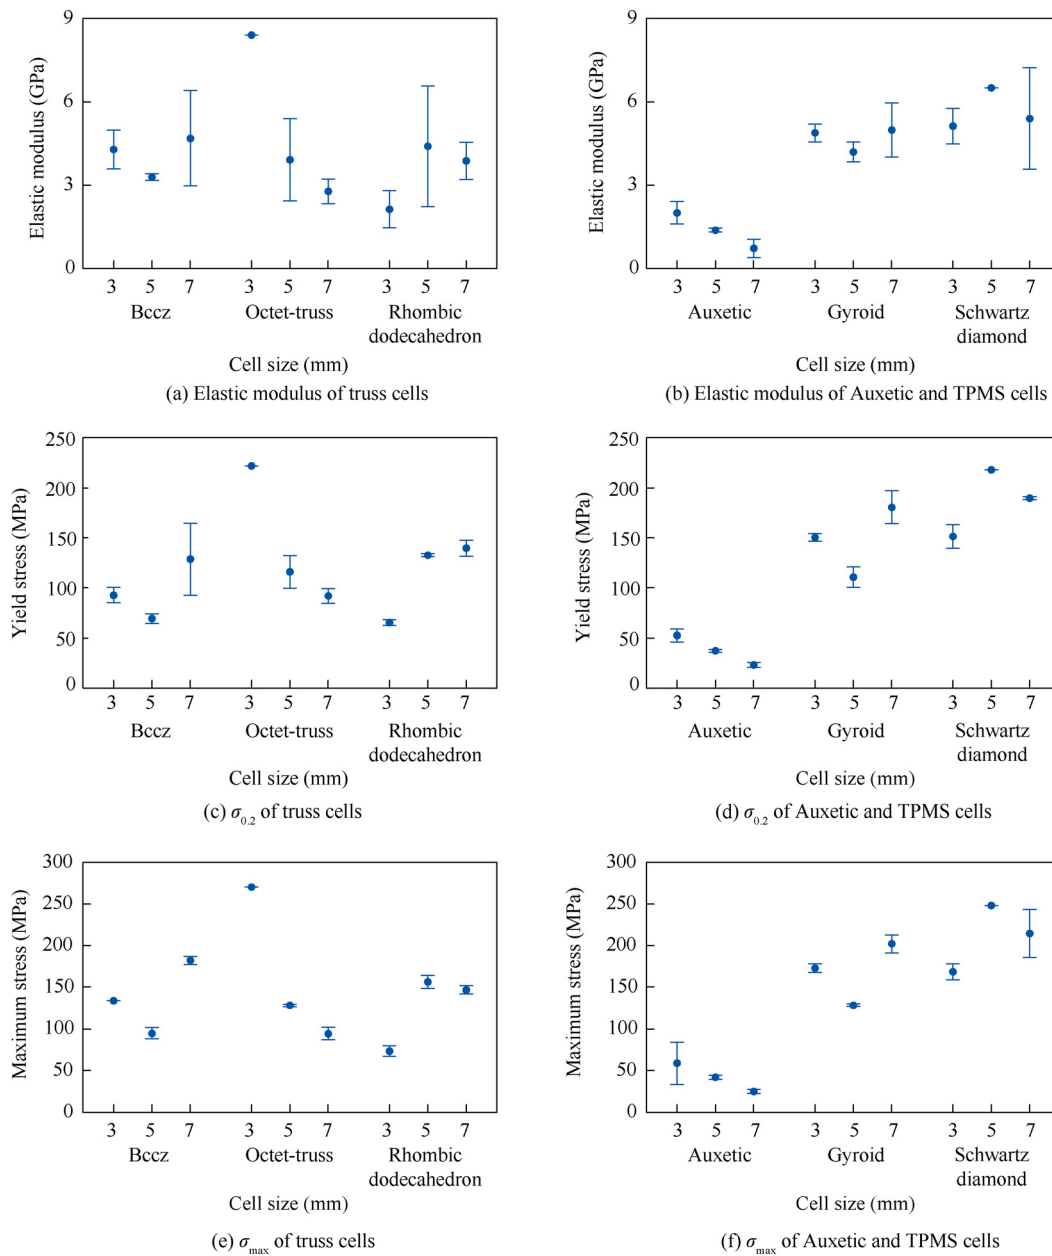 9
6
3
0
Elastic modulus (GPa)
3 5 7 3 5 7 3 5 7
Bccz Octet-truss Rhombic
dodecahedron
Cell size (mm)
(a) Elastic modulus of truss cells
9
6
3
0
Elastic modulus (GPa)
3 5 7 3 5 7 3 5 7
Auxetic Gyroid Schwartz
diamond
Cell size (mm)
(b) Elastic modulus of Auxetic and TPMS cells
250
200
150
100
50
0
Yield stress (MPa)
3 5 7 3 5 7 3 5 7
Bccz Octet-truss Rhombic
dodecahedron
Cell size (mm)
(c) σ0.2 of truss cells
250
200
150
100
50
0
Yield stress (MPa)
3 5 7 3 5 7 3 5 7
Auxetic Gyroid Schwartz
diamond
Cell size (mm)
(d) σ0.2 of Auxetic and TPMS cells
300
250
200
150
100
50
0
Maximum stress (MPa)
3 5 7 3 5 7 3 5 7
Bccz Octet-truss Rhombic
dodecahedron
Cell size (mm)
(e) σmax of truss cells
300
250
200
150
100
50
0
Maximum stress (MPa)
3 5 7 3 5 7 3 5 7
Auxetic Gyroid Schwartz
diamond
Cell size (mm)
(f) σmax of Auxetic and TPMS cells